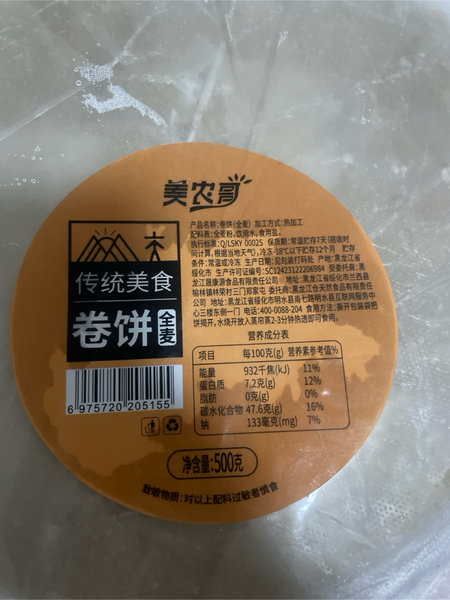 美农哥
产品名称:卷饼(全麦) 加工方式:热加工
配料表:全麦粉,饮用水,食用盐。
执行标准:Q/LSKY 0002S 保质期:常温贮存7天(密收时
间计算,根据当地天气),冷冻-18℃以下贮存12个月 贮存
条件:常温或冷冻 生产日期:见包装打码处 产地:黑龙江省
绥化市 生产许可证编号:SC12423122206984 受委托商:黑
龙江晟康源食品有限责任公司 地址:黑龙江省绥化市兰西县
榆林镇林荣村三门郑家屯 委托商:黑龙江仓天然食品有限责任
公司 地址:黑龙江省绥化市明水县南七路明水县互联网服务中
心三楼东侧一门 电话:400-0088-204 食用方法:离开包装袋把
饼揭开,水烧开放入蒸帘蒸2-3分钟热透即可食用。
传统美食
卷饼
全麦
营养成分表
项目 每100克(g) 营养素参考值%
能量 932千焦(kJ) 11%
蛋白质 7.2克(g) 12%
脂肪 0克(g) 0%
碳水化合物 47.6克(g) 16%
钠 133毫克(mg) 7%
6 975720 205155
净含量:500克
致敏物质:对以上配料过敏者慎食